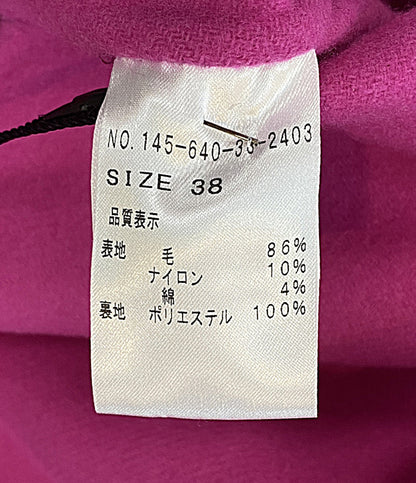 NO. 145-640-33-2403
SIZE 38
品質表示
表地 毛 86%
ナイロン 10%
綿 4%
裏地 ポリエステル 100%